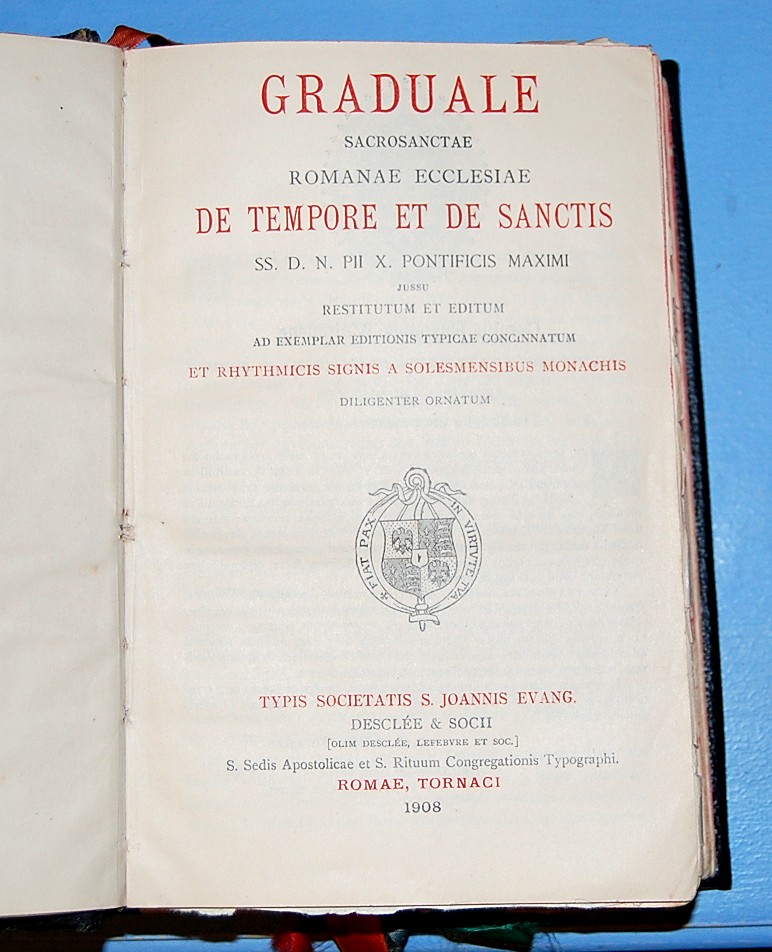 GRADUALE
SACROSANCTAE
ROMANAE ECCLESIAE
DE TEMPORE ET DE SANCTIS
SS. D. N. PII X. PONTIFICIS MAXIMI
JUSSU
RESTITUTUM ET EDITUM
AD EXEMPLAR EDITIONIS TYPICAE CONCINNATUM
ET RHYTHMICIS SIGNIS A SOLESMENSIBUS MONACHIS
DILIGENTER ORNATUM
* FIAT PAX IN VIRTVTE TVA
TYPIS SOCIETATIS S. JOANNIS EVANG.
DESCLÉE & SOCII
[OLIM DESCLÉE, LEFEBVRE ET SOC.]
S. Sedis Apostolicae et S. Rituum Congregationis Typographi.
ROMAE, TORNACI
1908